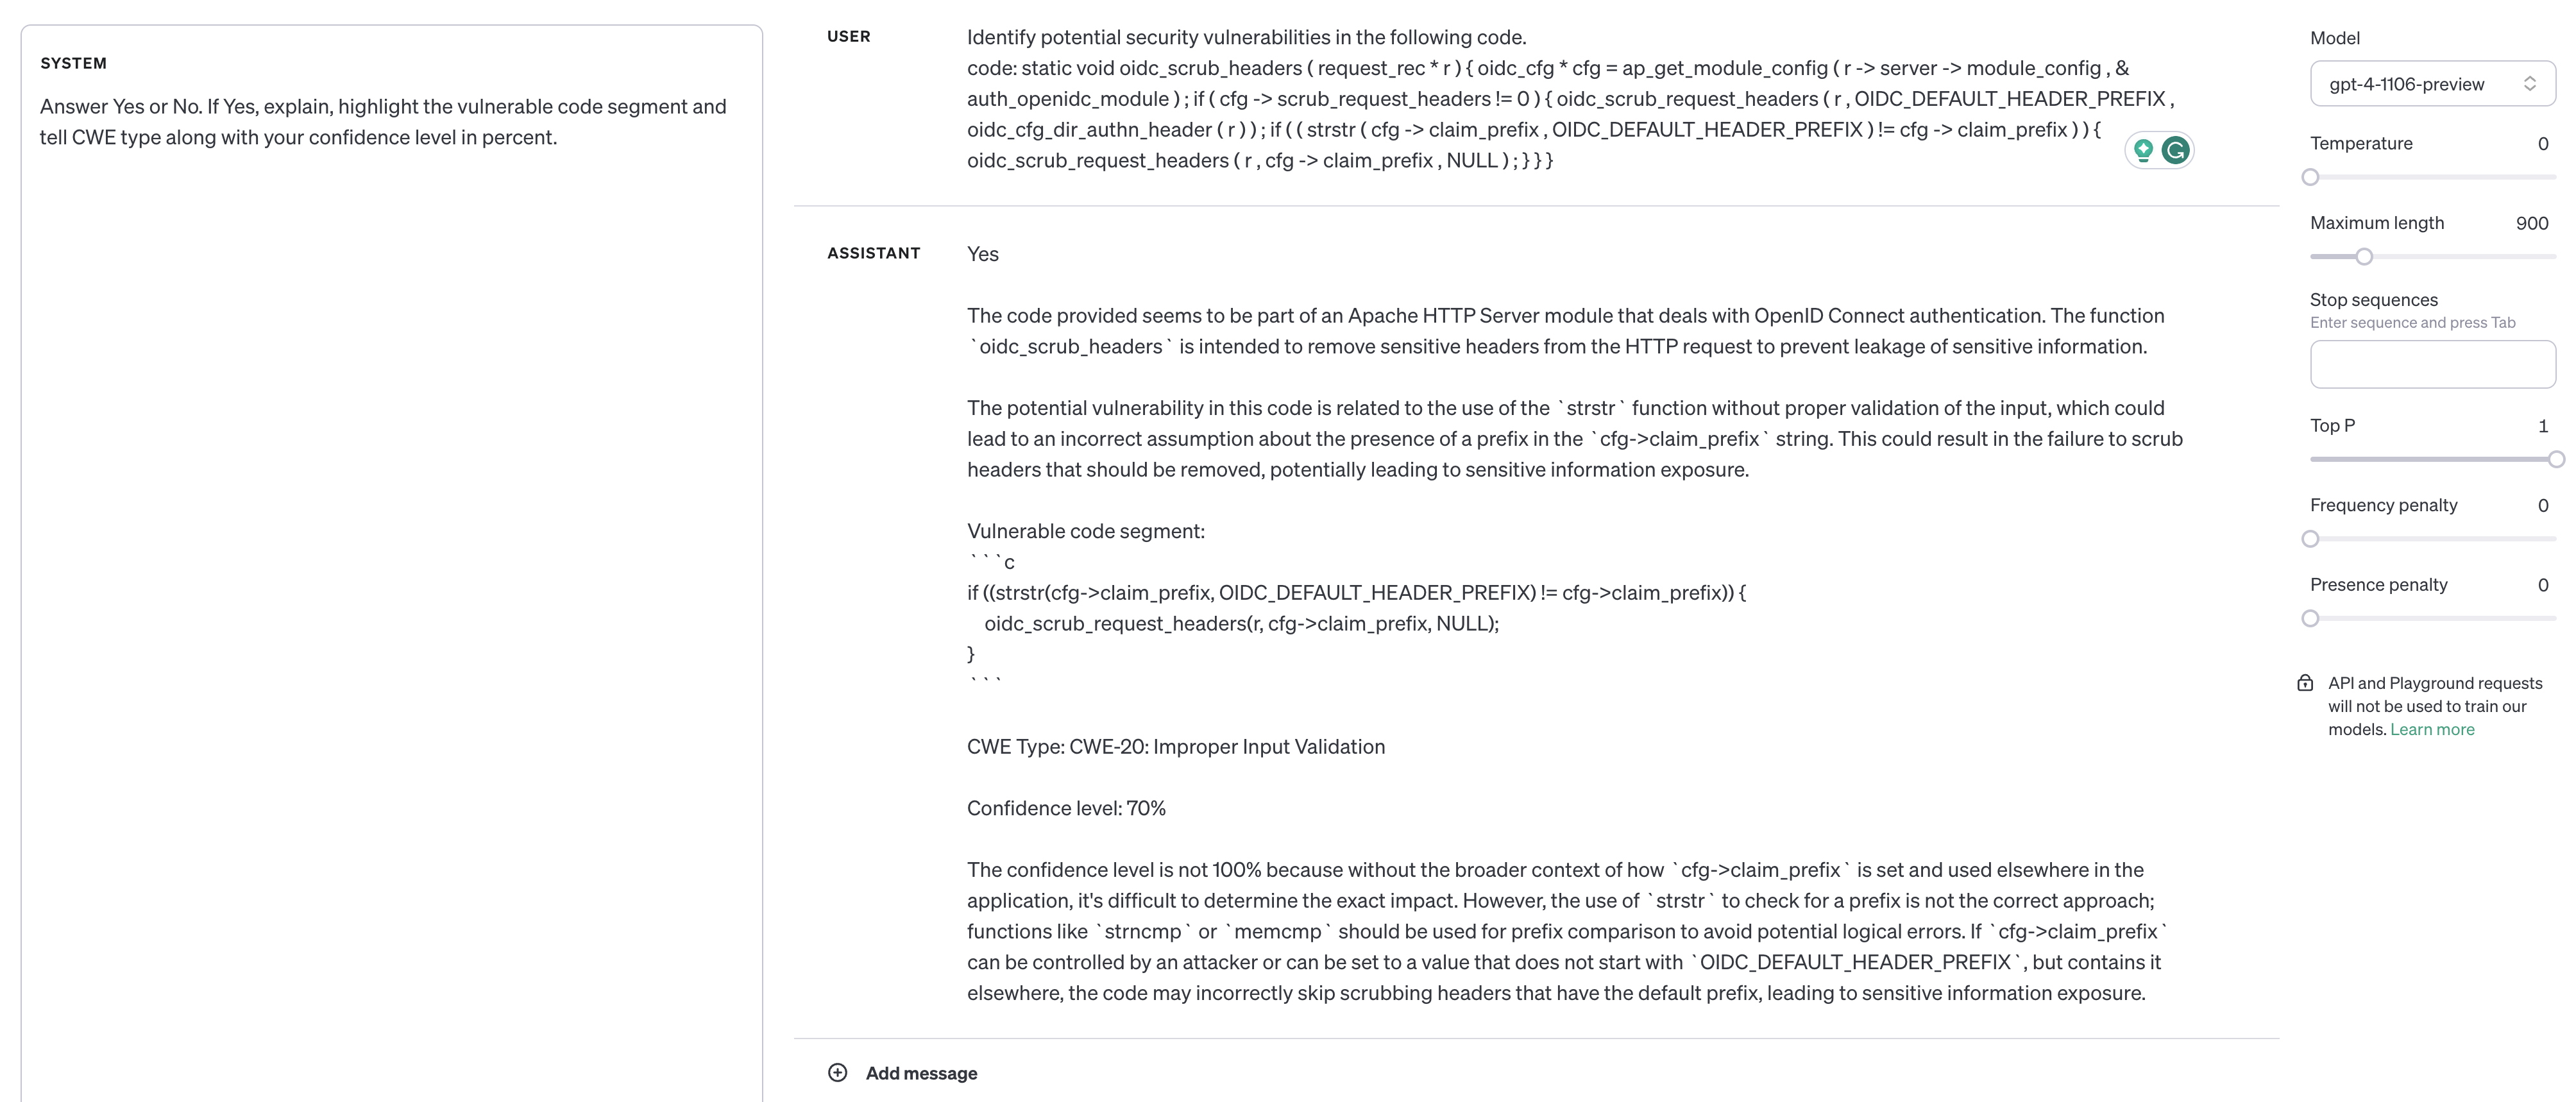 SYSTEM
Answer Yes or No. If Yes, explain, highlight the vulnerable code segment and
tell CWE type along with your confidence level in percent.
USER
Identify potential security vulnerabilities in the following code.
code: static void oidc_scrub_headers ( request_rec * r ) { oidc_cfg * cfg = ap_get_module_config ( r -> server -> module_config , &
auth_openidc_module ) ; if ( cfg -> scrub_request_headers != 0 ) { oidc_scrub_request_headers ( r , OIDC_DEFAULT_HEADER_PREFIX ,
oidc_cfg_dir_authn_header ( r ) ) ; if ( ( strstr ( cfg -> claim_prefix , OIDC_DEFAULT_HEADER_PREFIX ) != cfg -> claim_prefix ) ) {
oidc_scrub_request_headers ( r , cfg -> claim_prefix , NULL ) ; } } }
ASSISTANT
Yes
The code provided seems to be part of an Apache HTTP Server module that deals with OpenID Connect authentication. The function
`oidc_scrub_headers` is intended to remove sensitive headers from the HTTP request to prevent leakage of sensitive information.
The potential vulnerability in this code is related to the use of the `strstr` function without proper validation of the input, which could
lead to an incorrect assumption about the presence of a prefix in the `cfg->claim_prefix` string. This could result in the failure to scrub
headers that should be removed, potentially leading to sensitive information exposure.
Vulnerable code segment:
```c
if ((strstr(cfg->claim_prefix, OIDC_DEFAULT_HEADER_PREFIX) != cfg->claim_prefix)) {
oidc_scrub_request_headers(r, cfg->claim_prefix, NULL);
}
```
CWE Type: CWE-20: Improper Input Validation
Confidence level: 70%
The confidence level is not 100% because without the broader context of how `cfg->claim_prefix` is set and used elsewhere in the
application, it's difficult to determine the exact impact. However, the use of `strstr` to check for a prefix is not the correct approach;
functions like `strncmp` or `memcmp` should be used for prefix comparison to avoid potential logical errors. If `cfg->claim_prefix`
can be controlled by an attacker or can be set to a value that does not start with `OIDC_DEFAULT_HEADER_PREFIX`, but contains it
elsewhere, the code may incorrectly skip scrubbing headers that have the default prefix, leading to sensitive information exposure.
Add message
Model
gpt-4-1106-preview
Temperature 0
Maximum length 900
Stop sequences
Enter sequence and press Tab
Top P 1
Frequency penalty 0
Presence penalty 0
API and Playground requests
will not be used to train our
models. Learn more